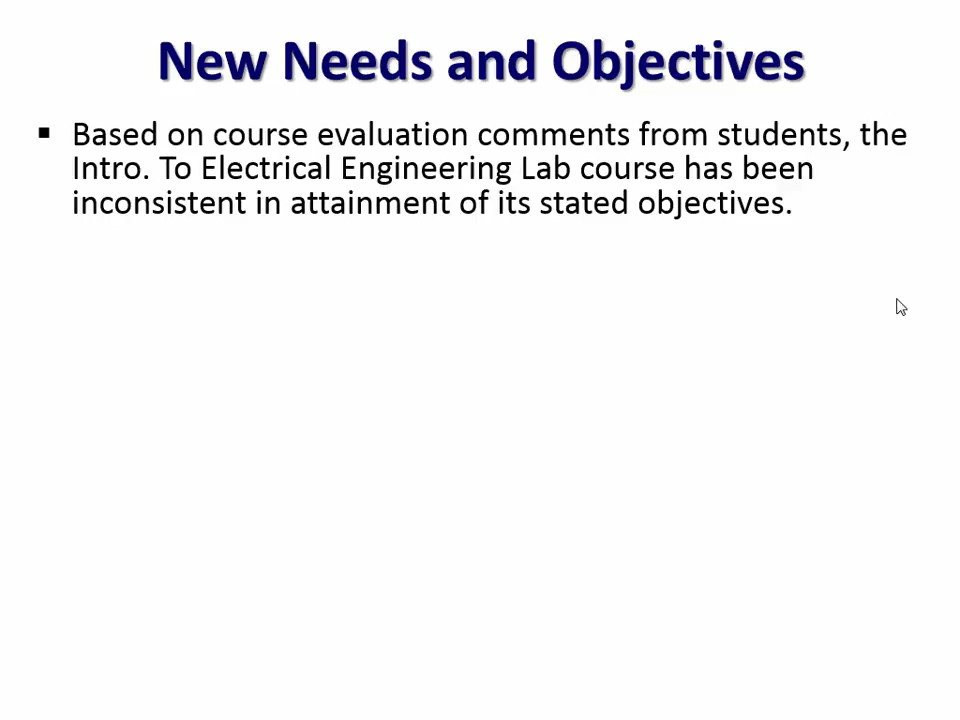 New Needs and Objectives
▪ Based on course evaluation comments from students, the
Intro. To Electrical Engineering Lab course has been
inconsistent in attainment of its stated objectives.